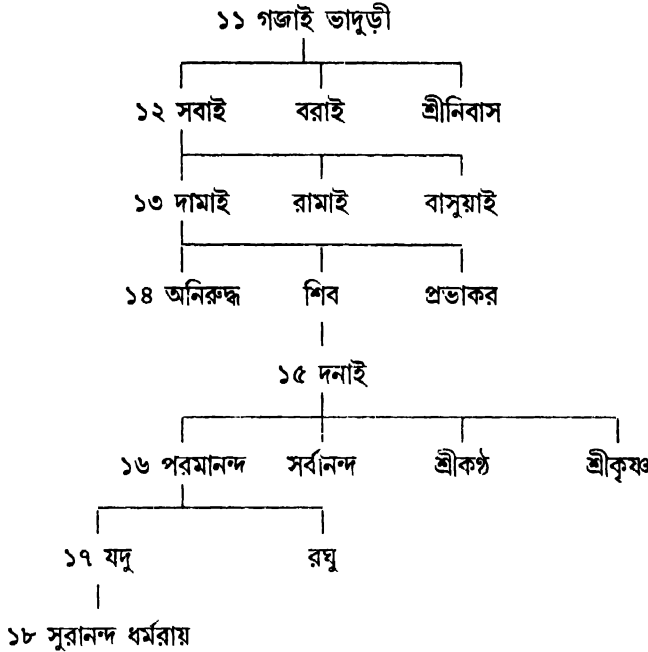 ১১ গজাই ভাদুড়ী
১২ সবাই বরাই শ্রীনিবাস
১৩ দামাই রামাই বাসুয়াই
১৪ অনিরুদ্ধ শিব প্রভাকর
১৫ দনাই
১৬ পরমানন্দ সর্বানন্দ শ্রীকণ্ঠ শ্রীকৃষ্ণ
১৭ যদু রঘু
১৮ সুরানন্দ ধর্মরায়